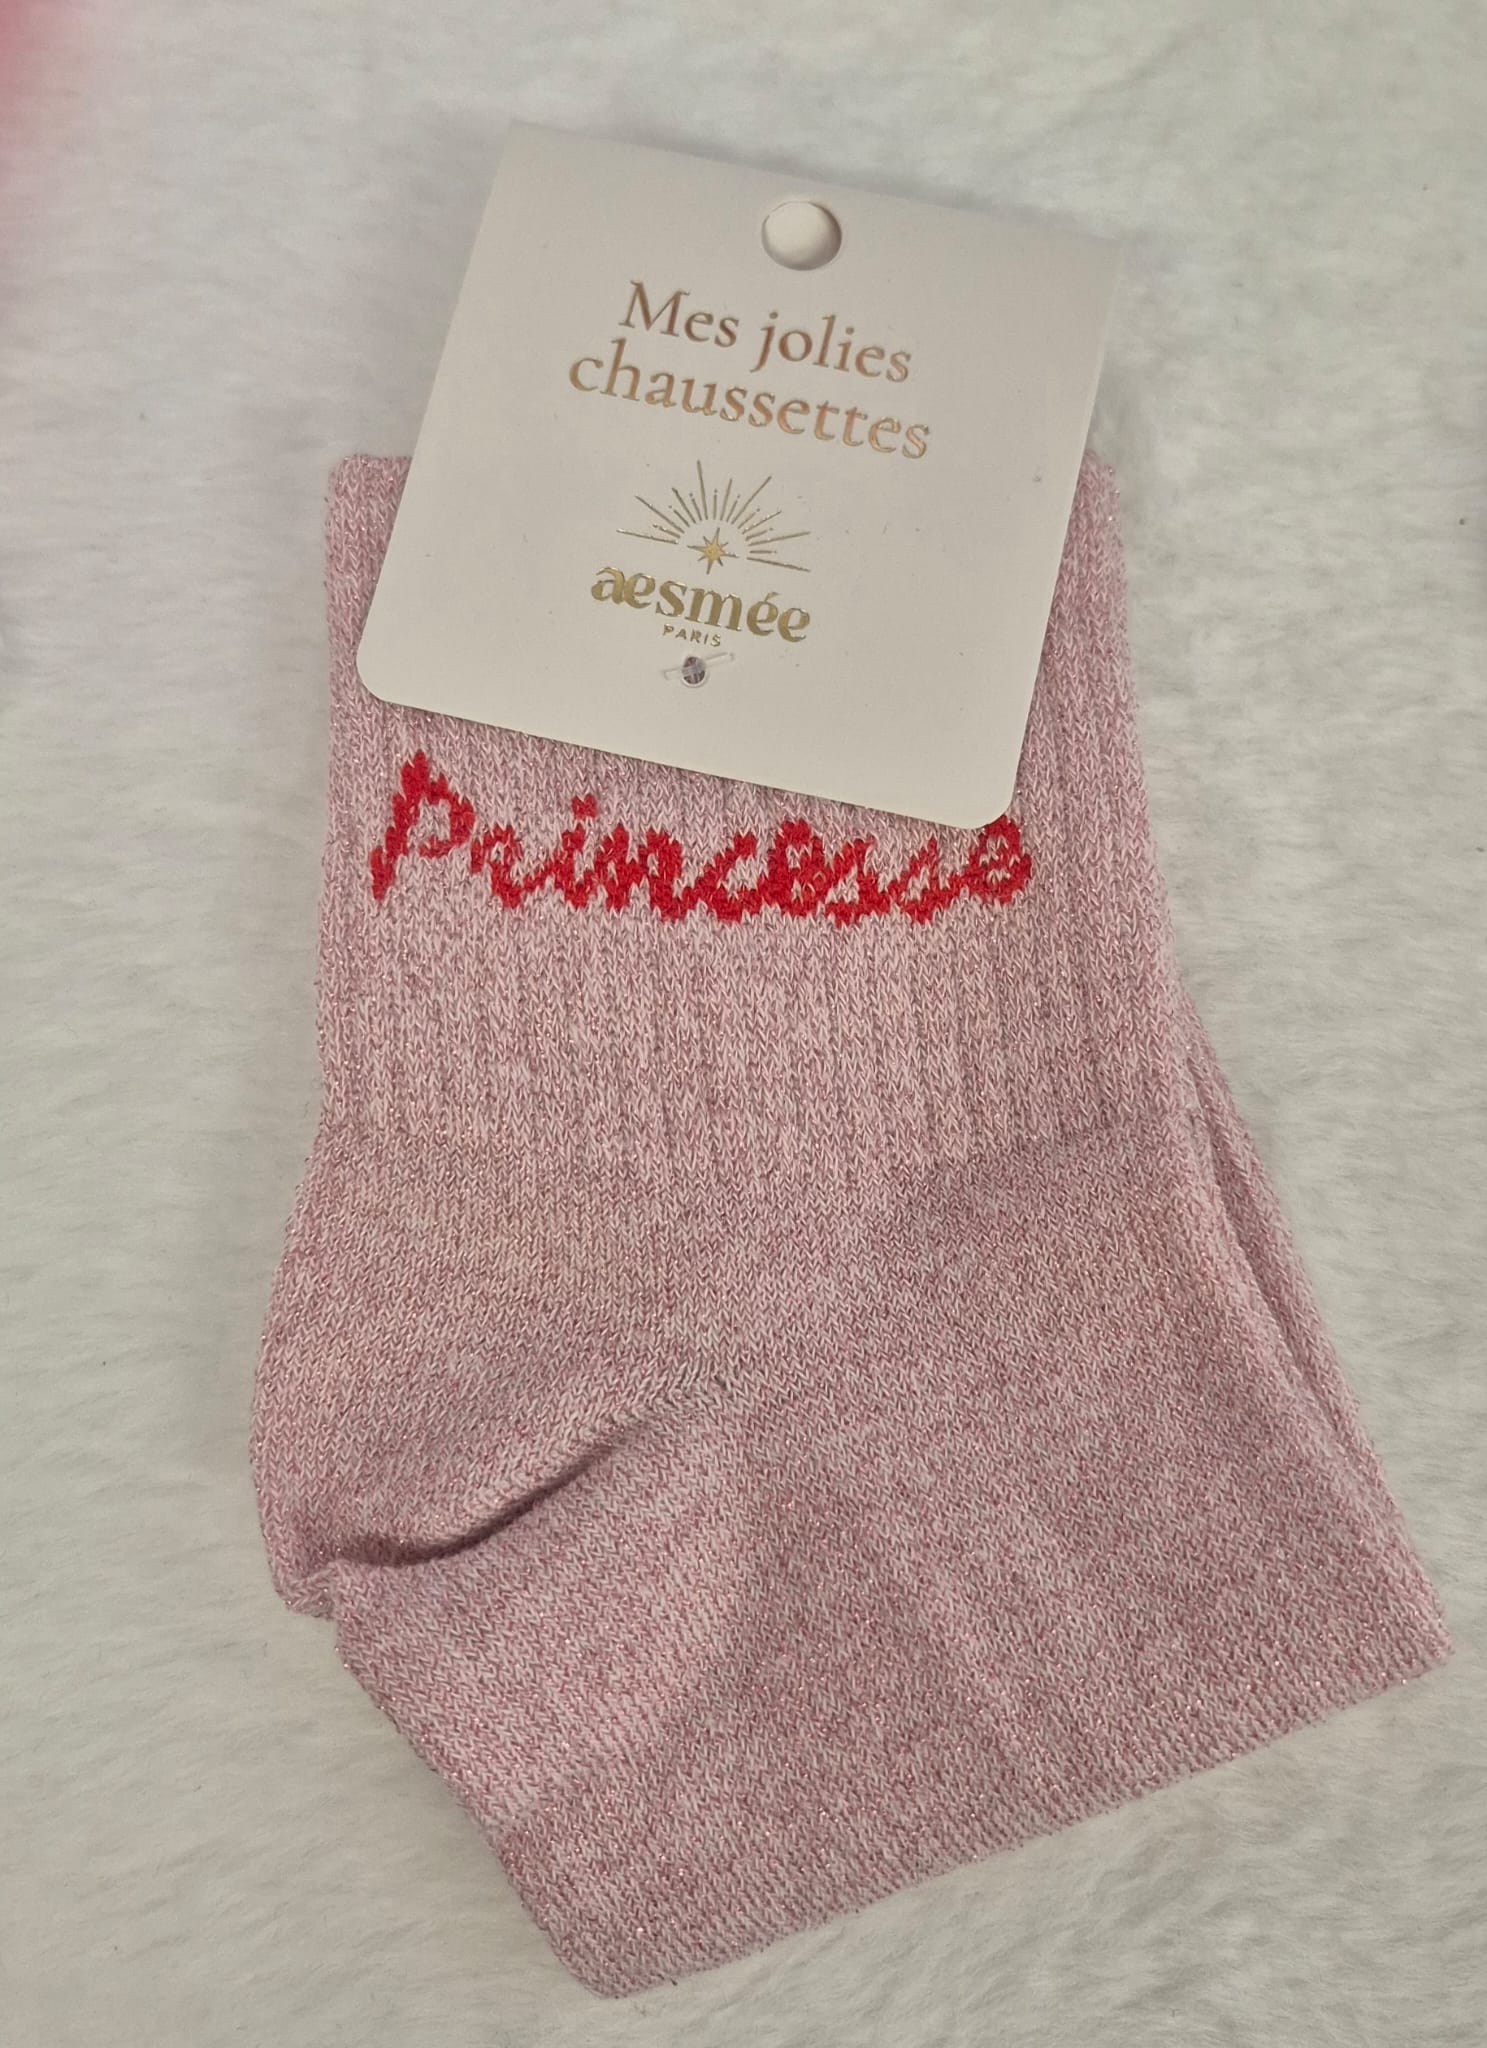 Mes jolies
chaussettes
aesmée
PARIS
Princesse